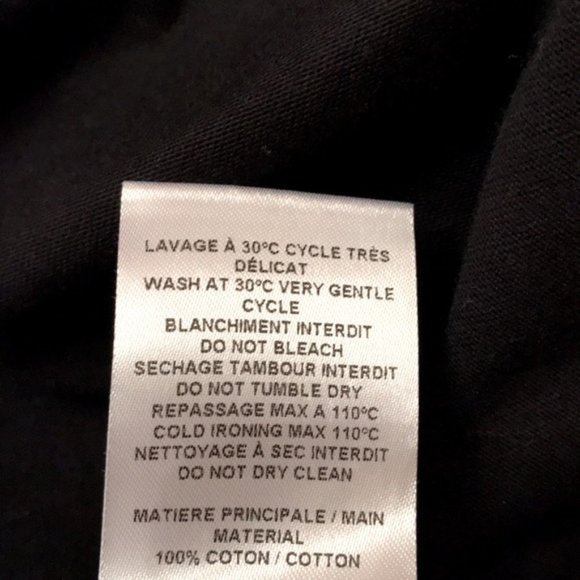 LAVAGE À 30°C CYCLE TRÈS
DÉLICAT
WASH AT 30°C VERY GENTLE
CYCLE
BLANCHIMENT INTERDIT
DO NOT BLEACH
SECHAGE TAMBOUR INTERDIT
DO NOT TUMBLE DRY
REPASSAGE MAX A 110°C
COLD IRONING MAX 110°C
NETTOYAGE À SEC INTERDIT
DO NOT DRY CLEAN
MATIERE PRINCIPALE / MAIN
MATERIAL
100% COTON / COTTON